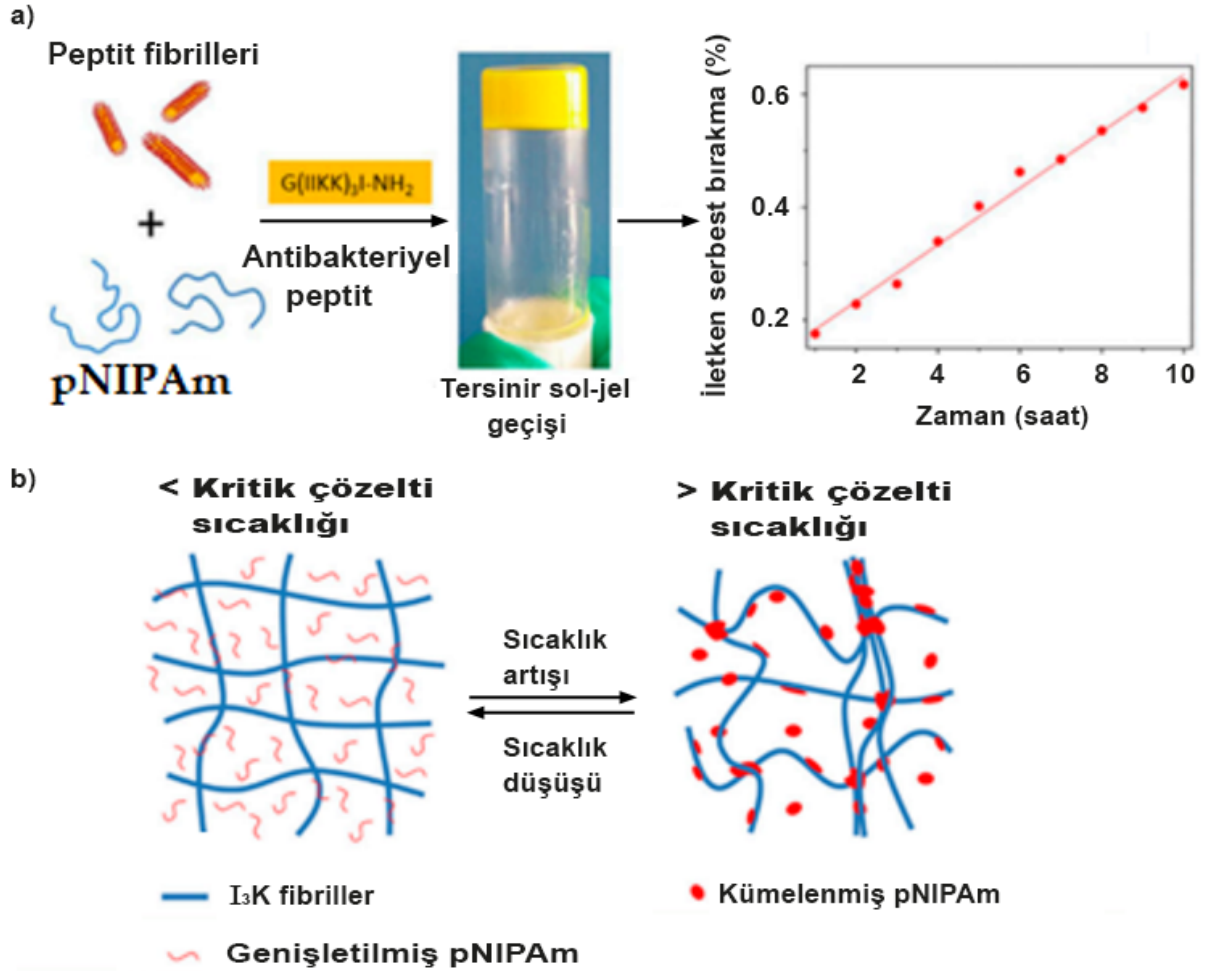 a)
Peptit fibrilleri
+
pNIPAm
G(IIKK)₃I-NH₂
Antibakteriyel
peptit
Tersinir sol-jel
geçişi
İletken serbest bırakma (%)
0.6
0.4
0.2
2 4 6 8 10
Zaman (saat)
b)
< Kritik çözelti
sıcaklığı
> Kritik çözelti
sıcaklığı
Sıcaklık
artışı
Sıcaklık
düşüşü
I₃K fibriller
Genişletilmiş pNIPAm
Kümelenmiş pNIPAm